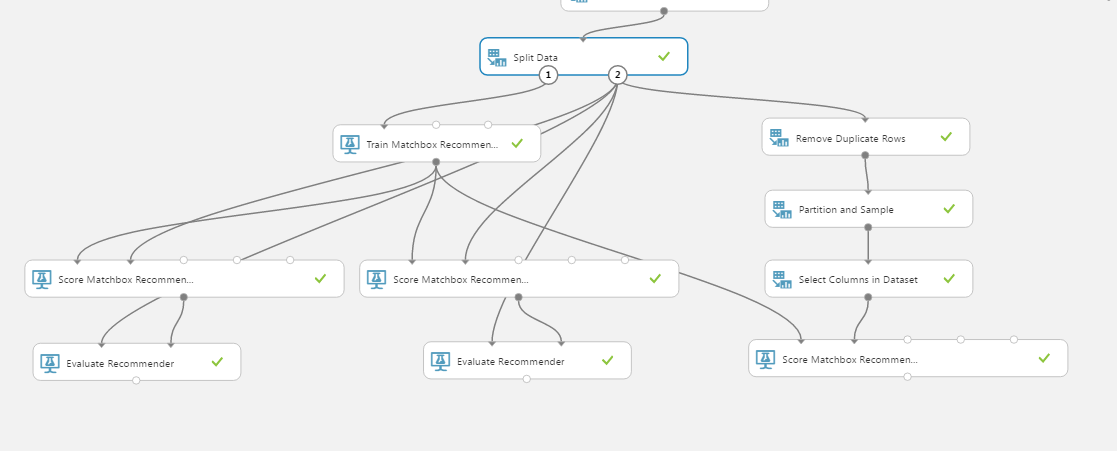 Split Data
1
2
Train Matchbox Recommen...
Remove Duplicate Rows
Partition and Sample
Score Matchbox Recommen...
Score Matchbox Recommen...
Select Columns in Dataset
Evaluate Recommender
Evaluate Recommender
Score Matchbox Recommen...